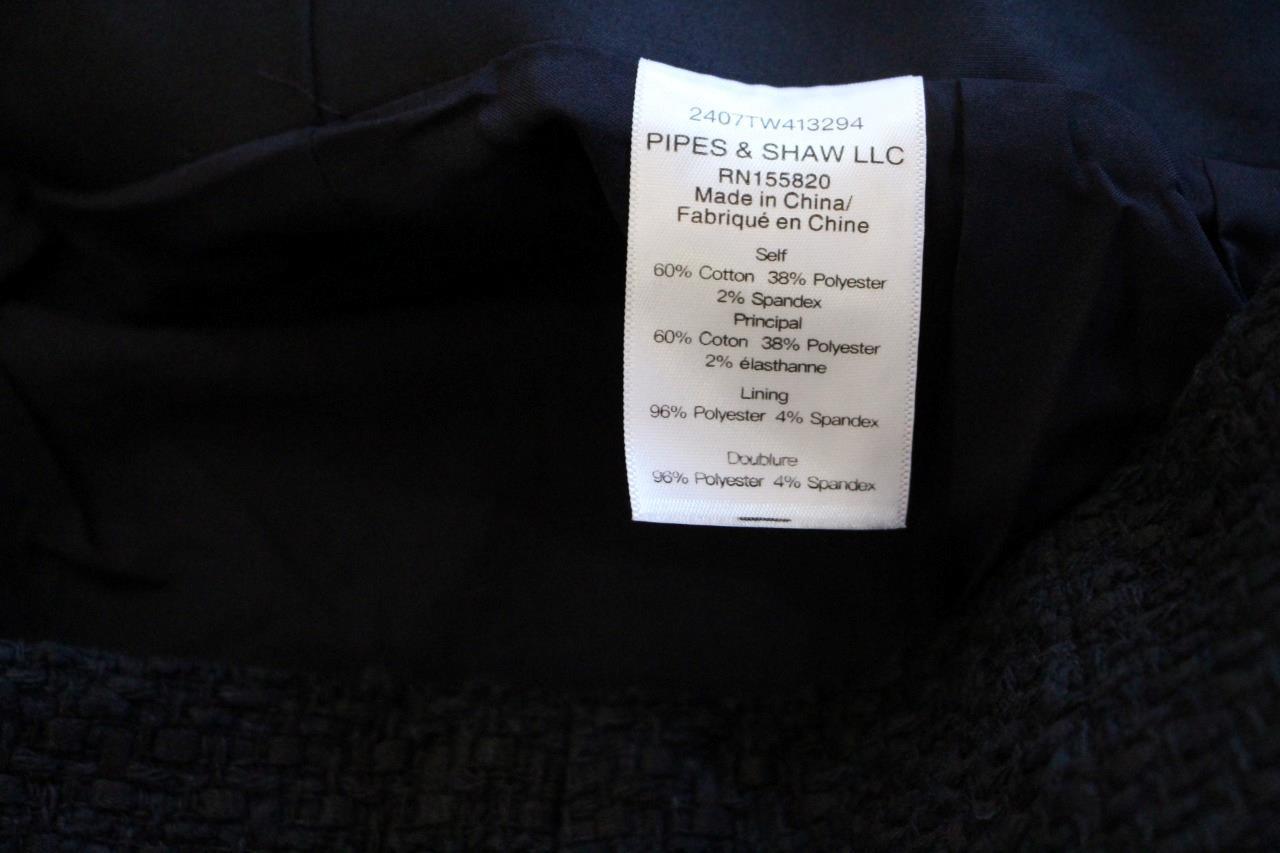 2407TW413294
PIPES & SHAW LLC
RN155820
Made in China/
Fabriqué en Chine
Self
60% Cotton 38% Polyester
2% Spandex
Principal
60% Coton 38% Polyester
2% élasthanne
Lining
96% Polyester 4% Spandex
Doublure
96% Polyester 4% Spandex